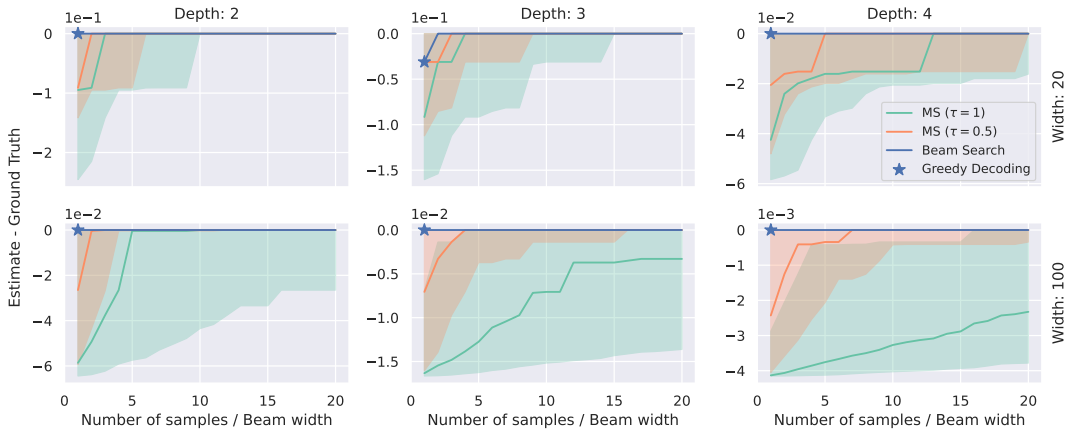 Depth: 2
Depth: 3
Depth: 4
1e−1
1e−1
1e−2
0
−1
−2
0.0
−0.5
−1.0
−1.5
0
−2
−4
−6
MS (τ = 1)
MS (τ = 0.5)
Beam Search
Greedy Decoding
Width: 20
Estimate - Ground Truth
1e−2
1e−2
1e−3
0
−2
−4
−6
0.0
−0.5
−1.0
−1.5
0
−1
−2
−3
−4
Width: 100
0 5 10 15 20
0 5 10 15 20
0 5 10 15 20
Number of samples / Beam width
Number of samples / Beam width
Number of samples / Beam width